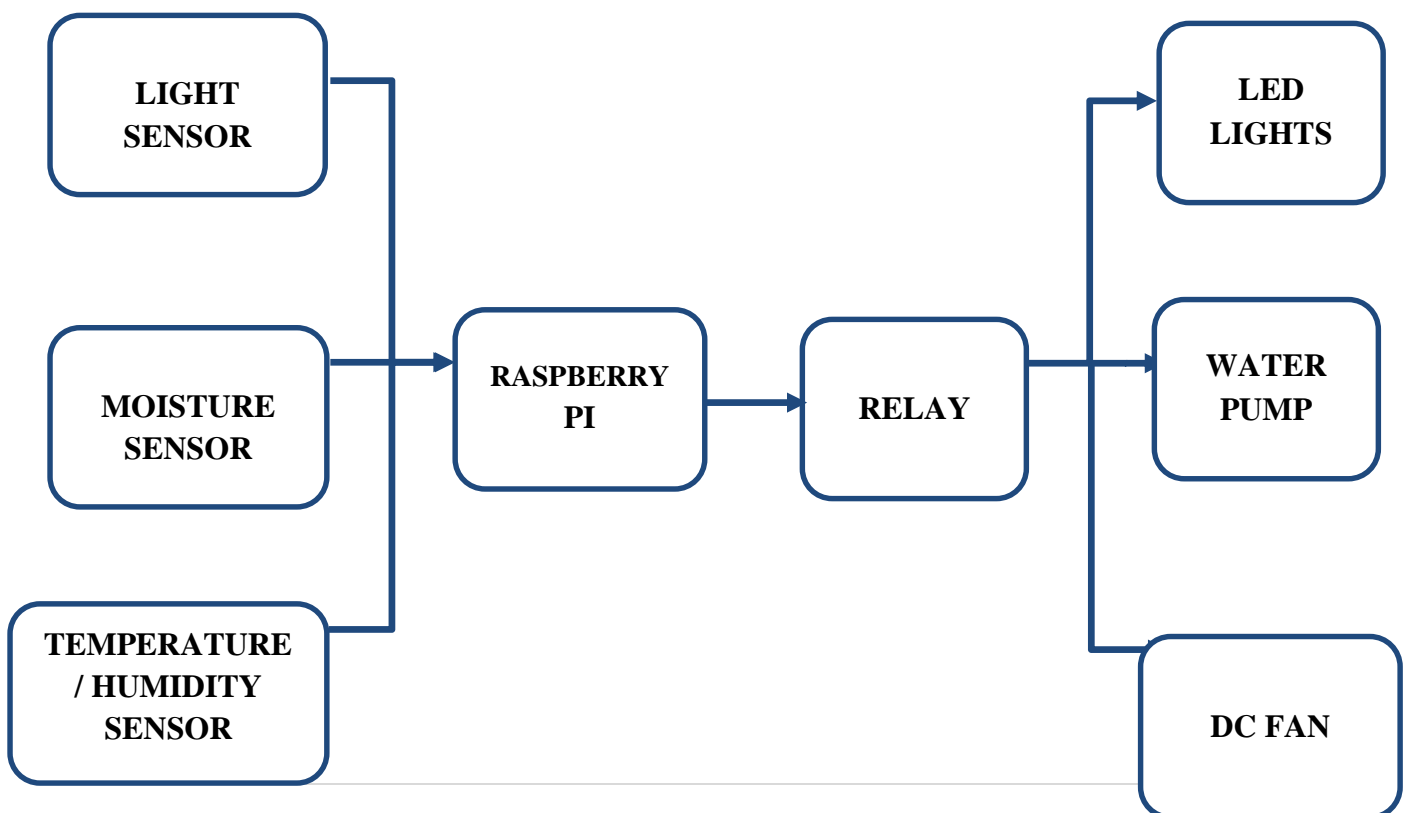 LIGHT
SENSOR
MOISTURE
SENSOR
TEMPERATURE
/ HUMIDITY
SENSOR
RASPBERRY
PI
RELAY
LED
LIGHTS
WATER
PUMP
DC FAN